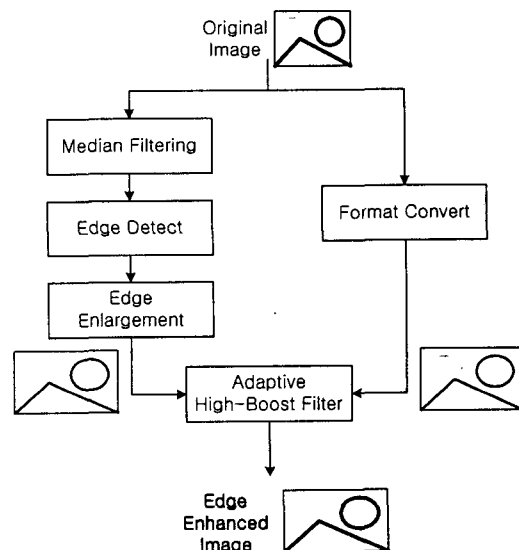 Original
Image
Median Filtering
Edge Detect
Format Convert
Edge
Enlargement
Adaptive
High-Boost Filter
Edge
Enhanced
Image